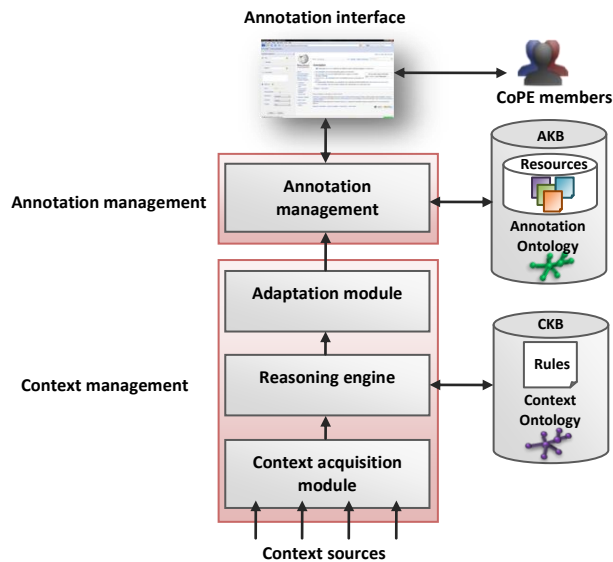 Annotation interface
CoPE members
AKB
Resources
Annotation
Ontology
Annotation management
Annotation
management
Adaptation module
CKB
Rules
Context
Ontology
Context management
Reasoning engine
Context acquisition
module
Context sources